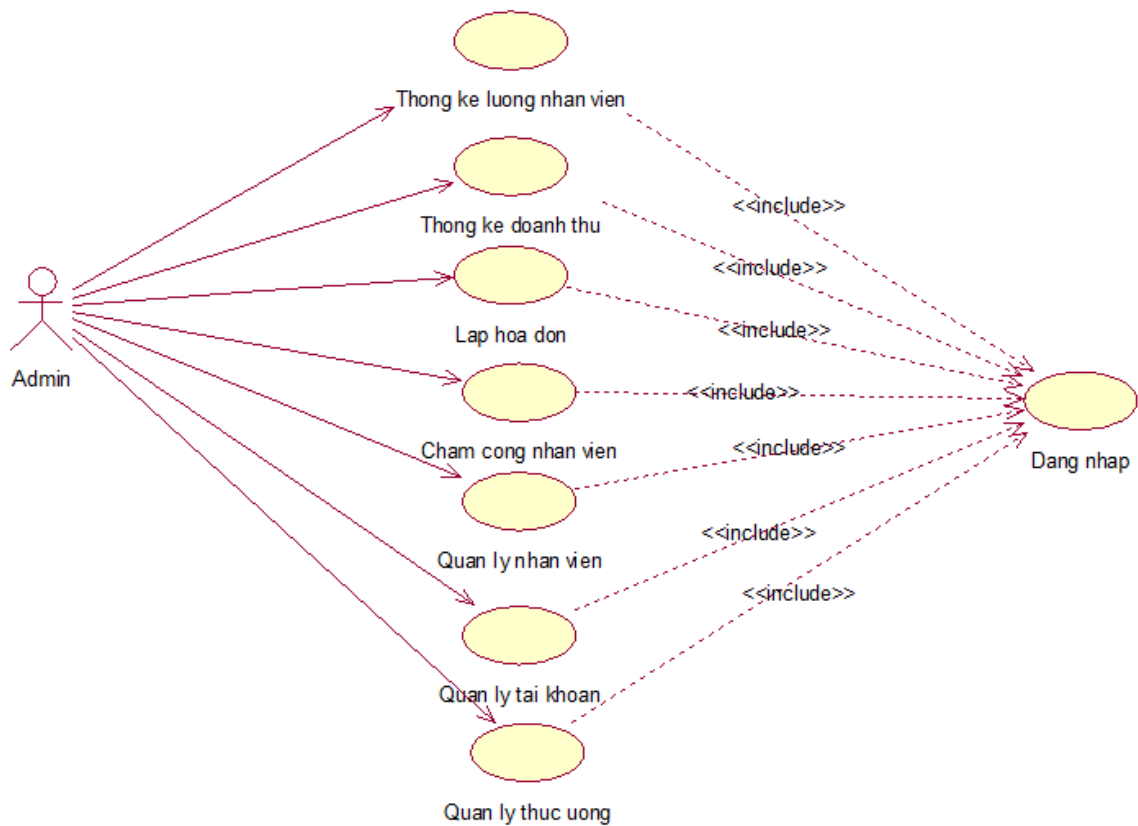 Thong ke luong nhan vien
<<include>>
Thong ke doanh thu
<<include>>
Lap hoa don
<<include>>
Admin
<<include>>
Cham cong nhan vien
<<include>>
Dang nhap
Quan ly nhan vien
<<include>>
<<include>>
Quan ly tai khoan
Quan ly thuc uong